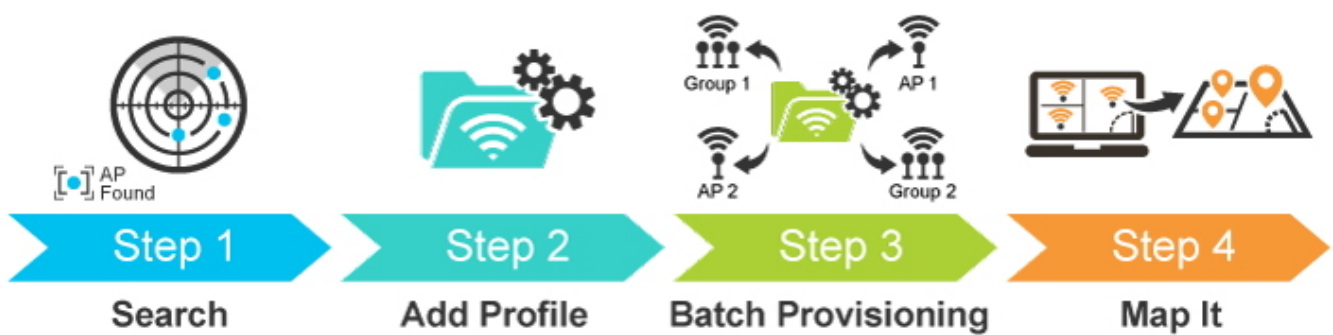 Group 1
AP 1
AP
Found
AP 2
Group 2
Step 1
Step 2
Step 3
Step 4
Search
Add Profile
Batch Provisioning
Map It